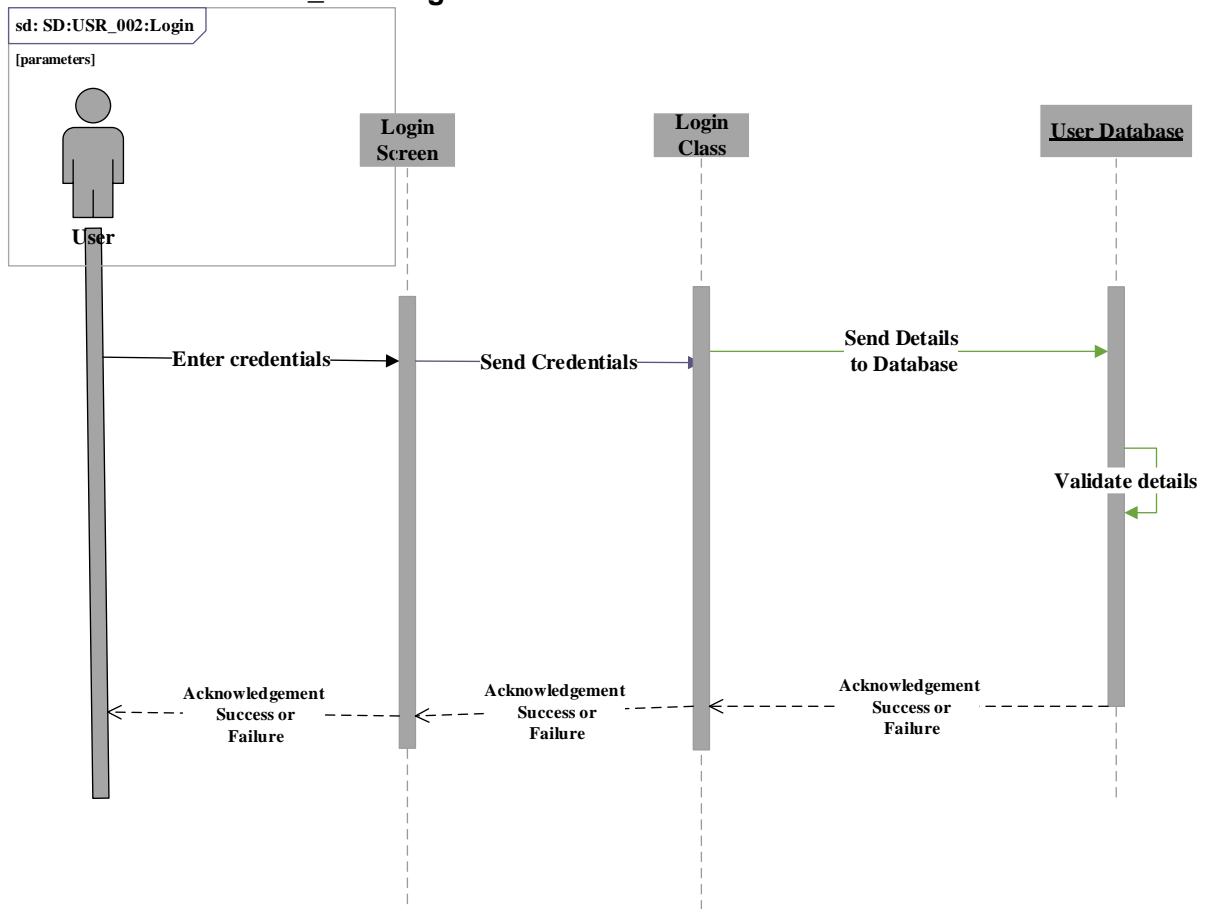 sd: SD:USR_002:Login
[parameters]
User
Login
Screen
Login
Class
User Database
Enter credentials
Send Credentials
Send Details
to Database
Validate details
Acknowledgement
Success or
Failure
Acknowledgement
Success or
Failure
Acknowledgement
Success or
Failure